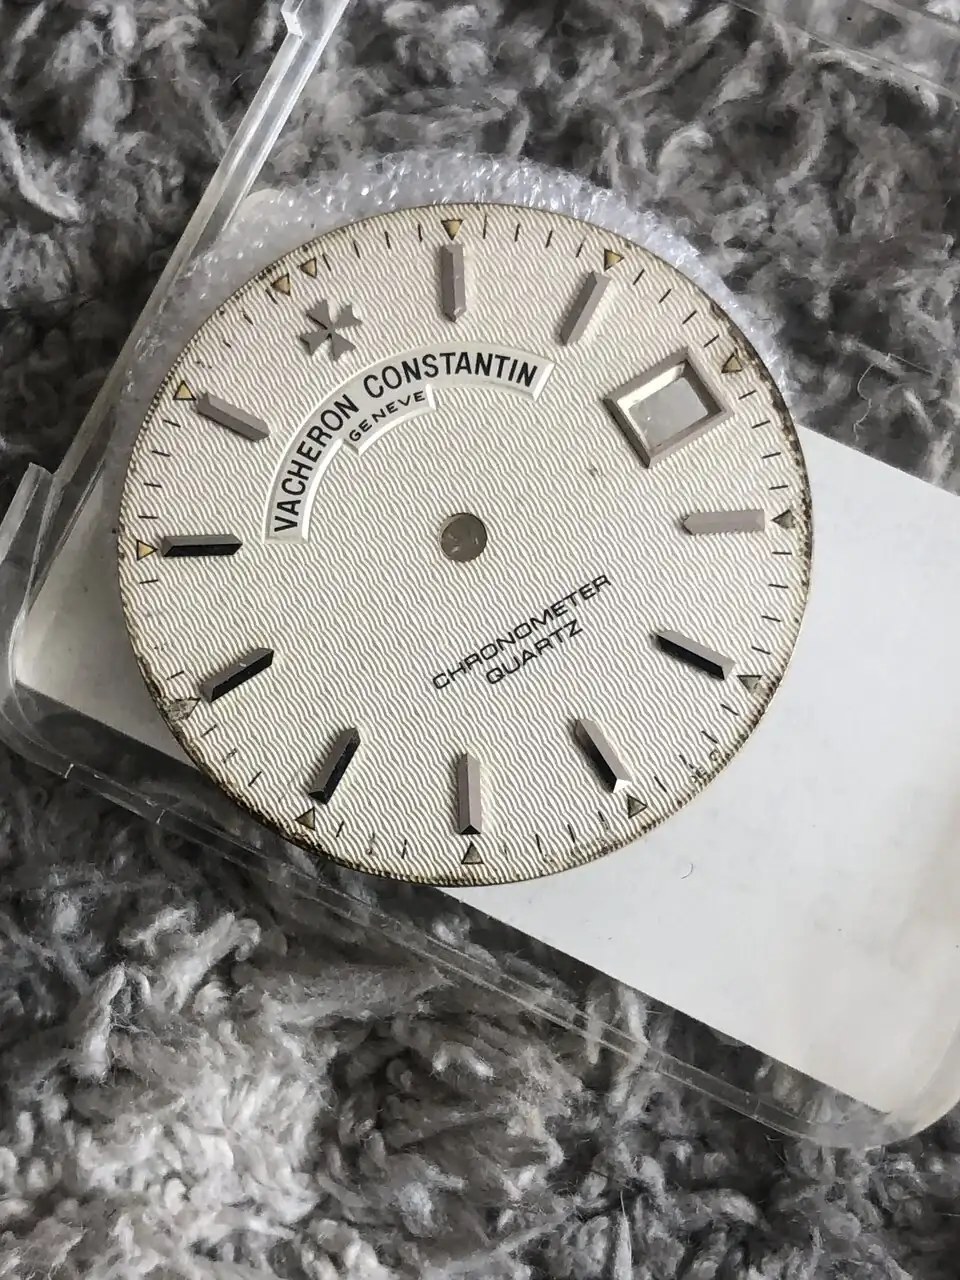 VACHERON CONSTANTIN
GENEVE
CHRONOMETER
QUARTZ